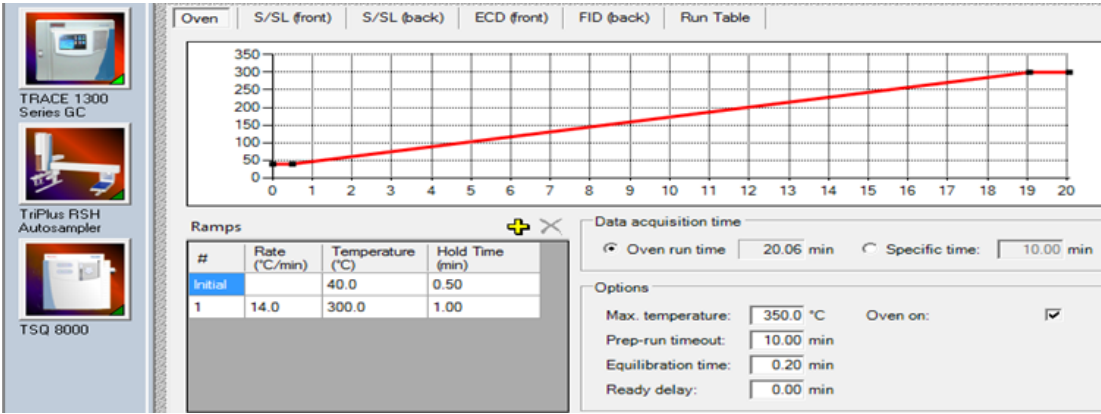 TRACE 1300
Series GC
TriPlus RSH
Autosampler
TSQ 8000
Oven S/SL (front) S/SL (back) ECD (front) FID (back) Run Table
350
300
250
200
150
100
50
0
0 1 2 3 4 5 6 7 8 9 10 11 12 13 14 15 16 17 18 19 20
Ramps
# Rate (°C/min) Temperature (°C) Hold Time (min)
Initial 40.0 0.50
1 14.0 300.0 1.00
Data acquisition time
Oven run time 20.06 min Specific time: 10.00 min
Options
Max. temperature: 350.0 °C Oven on:
Prep-run timeout: 10.00 min
Equilibration time: 0.20 min
Ready delay: 0.00 min